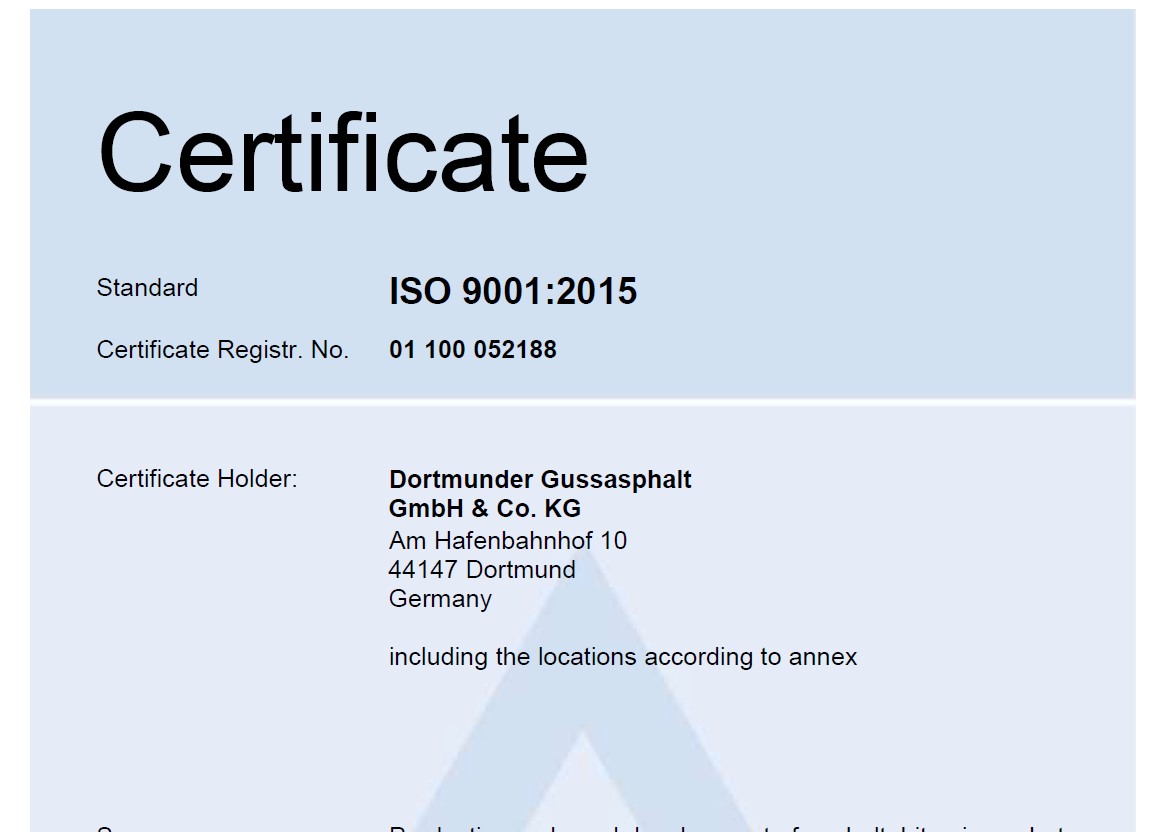 Certificate
Standard ISO 9001:2015
Certificate Registr. No. 01 100 052188
Certificate Holder: Dortmunder Gussasphalt
GmbH & Co. KG
Am Hafenbahnhof 10
44147 Dortmund
Germany
including the locations according to annex